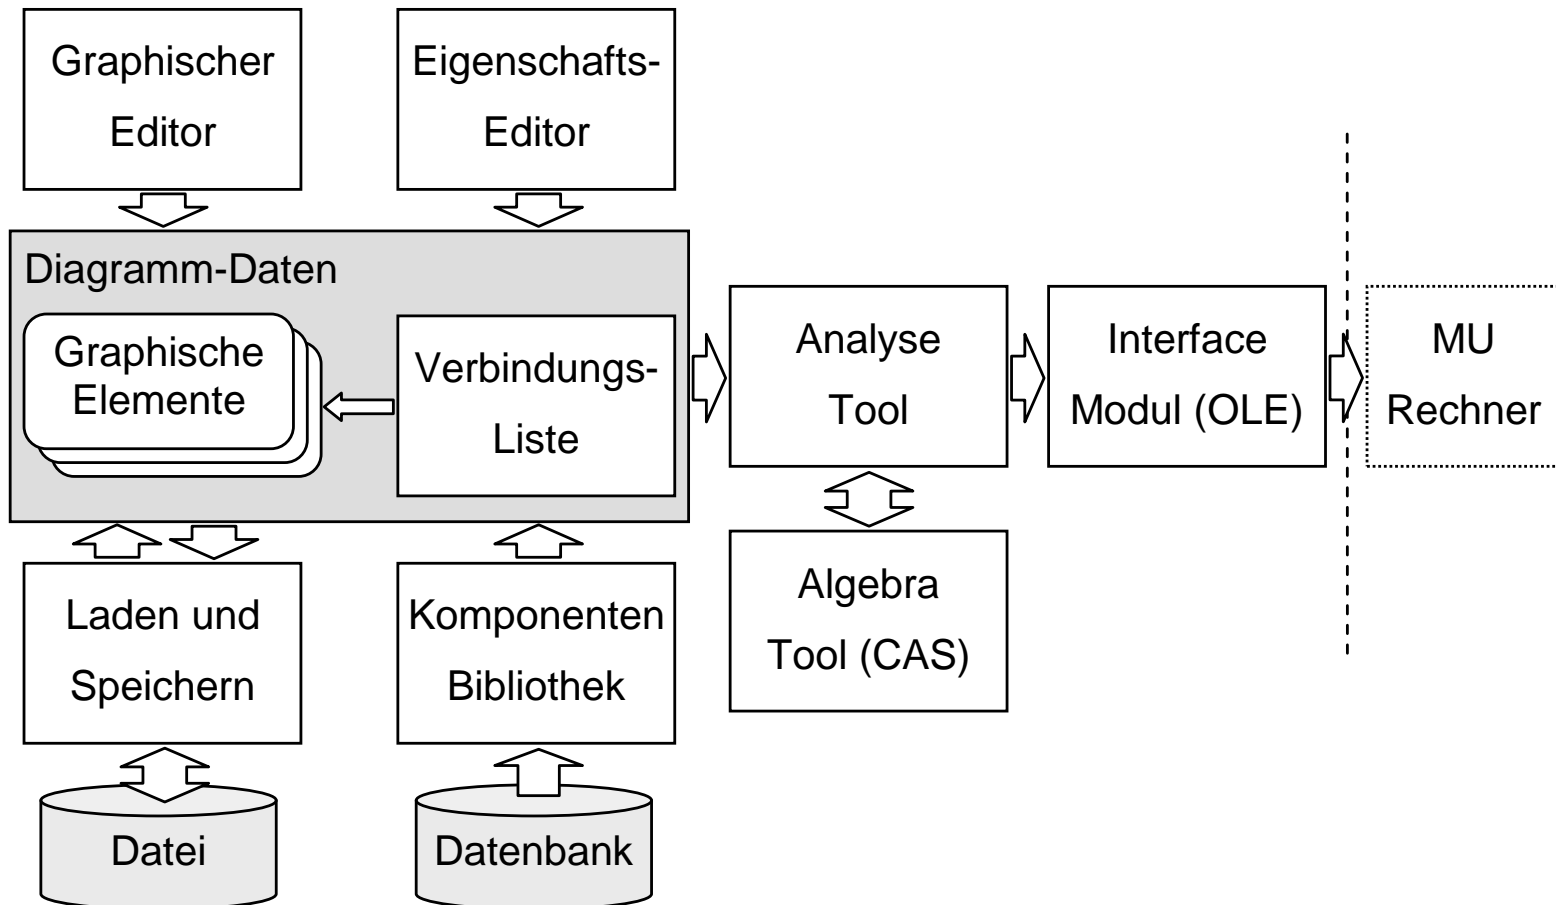 Graphischer
Editor
Eigenschafts-
Editor
Diagramm-Daten
Graphische
Elemente
Verbindungs-
Liste
Analyse
Tool
Interface
Modul (OLE)
MU
Rechner
Laden und
Speichern
Komponenten
Bibliothek
Algebra
Tool (CAS)
Datei
Datenbank